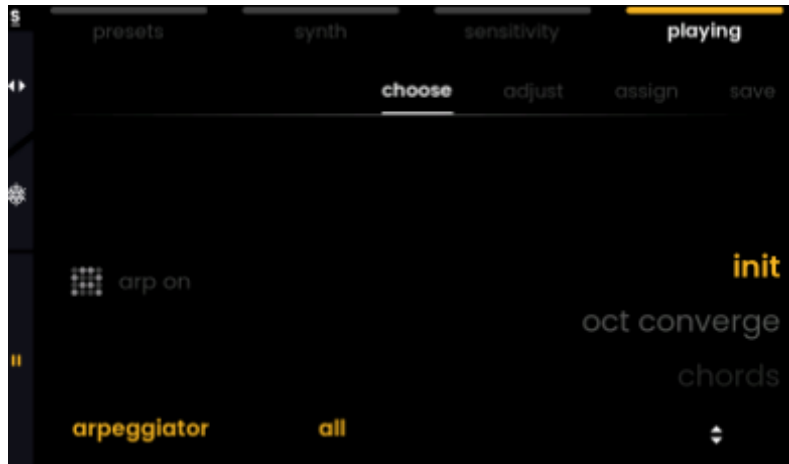 S
presets synth sensitivity playing
choose adjust assign save
init
arp on
oct converge
chords
arpeggiator all